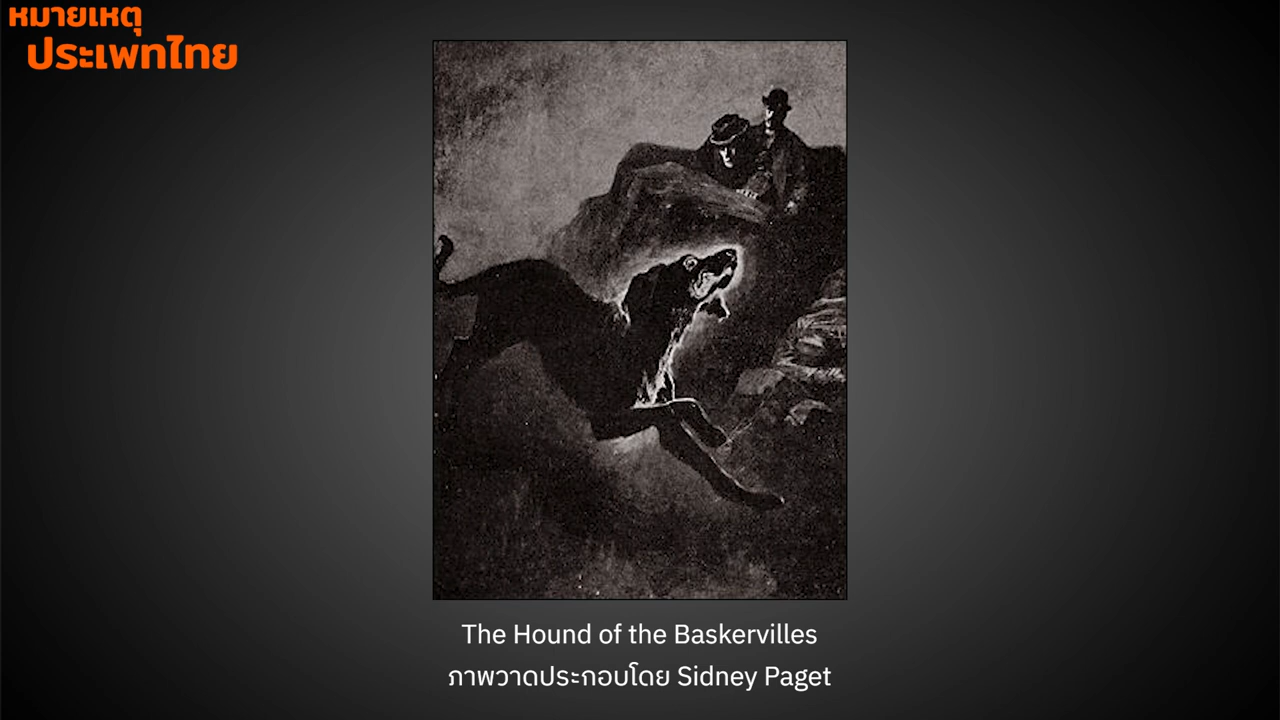 หมายเหตุ
ประเพทไทย
The Hound of the Baskervilles
ภาพวาดประกอบโดย Sidney Paget